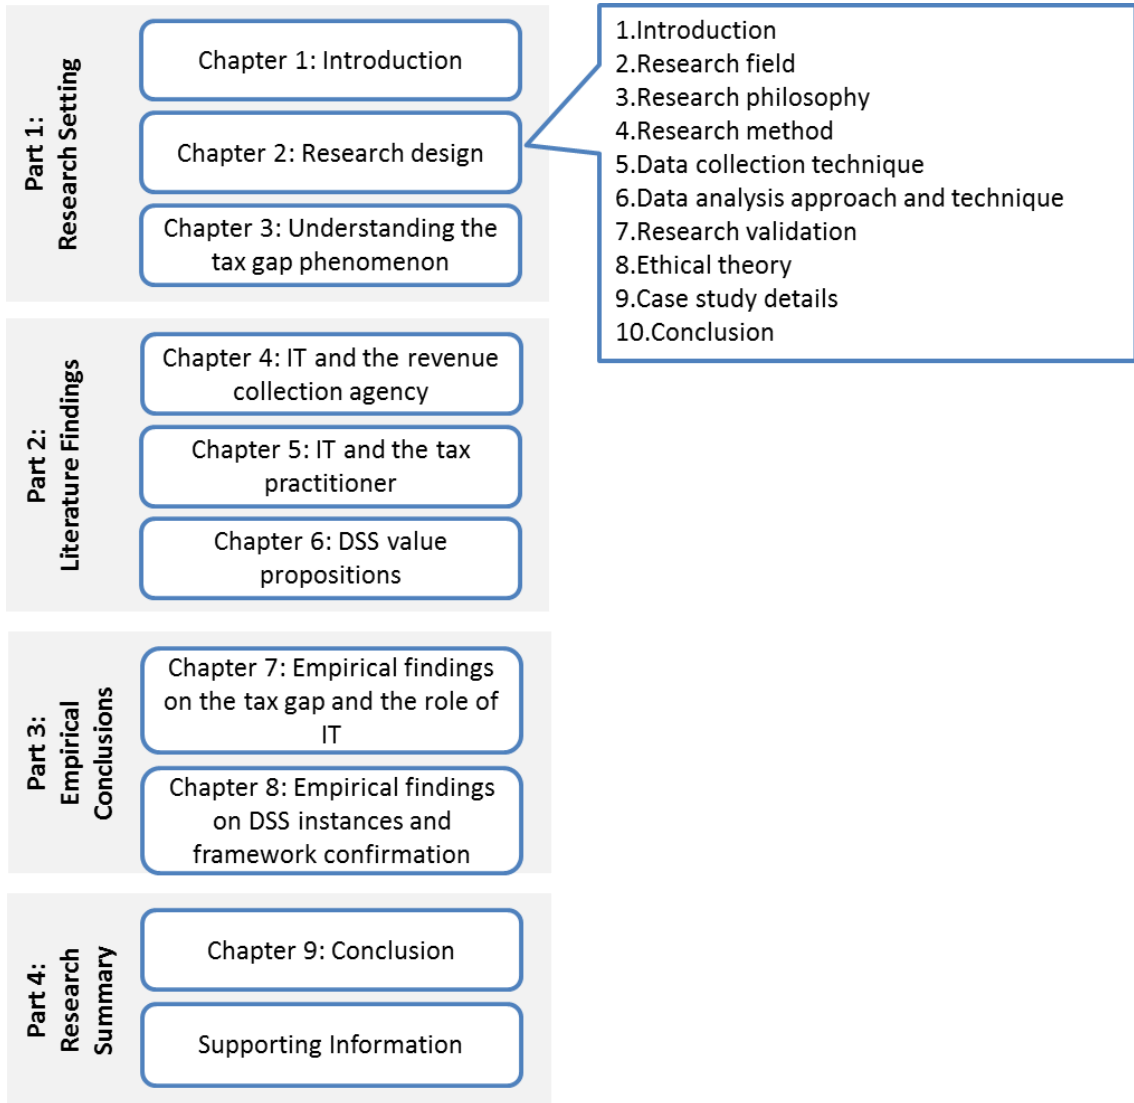 Part 1:
Research Setting
Chapter 1: Introduction
Chapter 2: Research design
Chapter 3: Understanding the
tax gap phenomenon
1.Introduction
2.Research field
3.Research philosophy
4.Research method
5.Data collection technique
6.Data analysis approach and technique
7.Research validation
8.Ethical theory
9.Case study details
10.Conclusion
Part 2:
Literature Findings
Chapter 4: IT and the revenue
collection agency
Chapter 5: IT and the tax
practitioner
Chapter 6: DSS value
propositions
Part 3:
Empirical
Conclusions
Chapter 7: Empirical findings
on the tax gap and the role of
IT
Chapter 8: Empirical findings
on DSS instances and
framework confirmation
Part 4:
Research
Summary
Chapter 9: Conclusion
Supporting Information